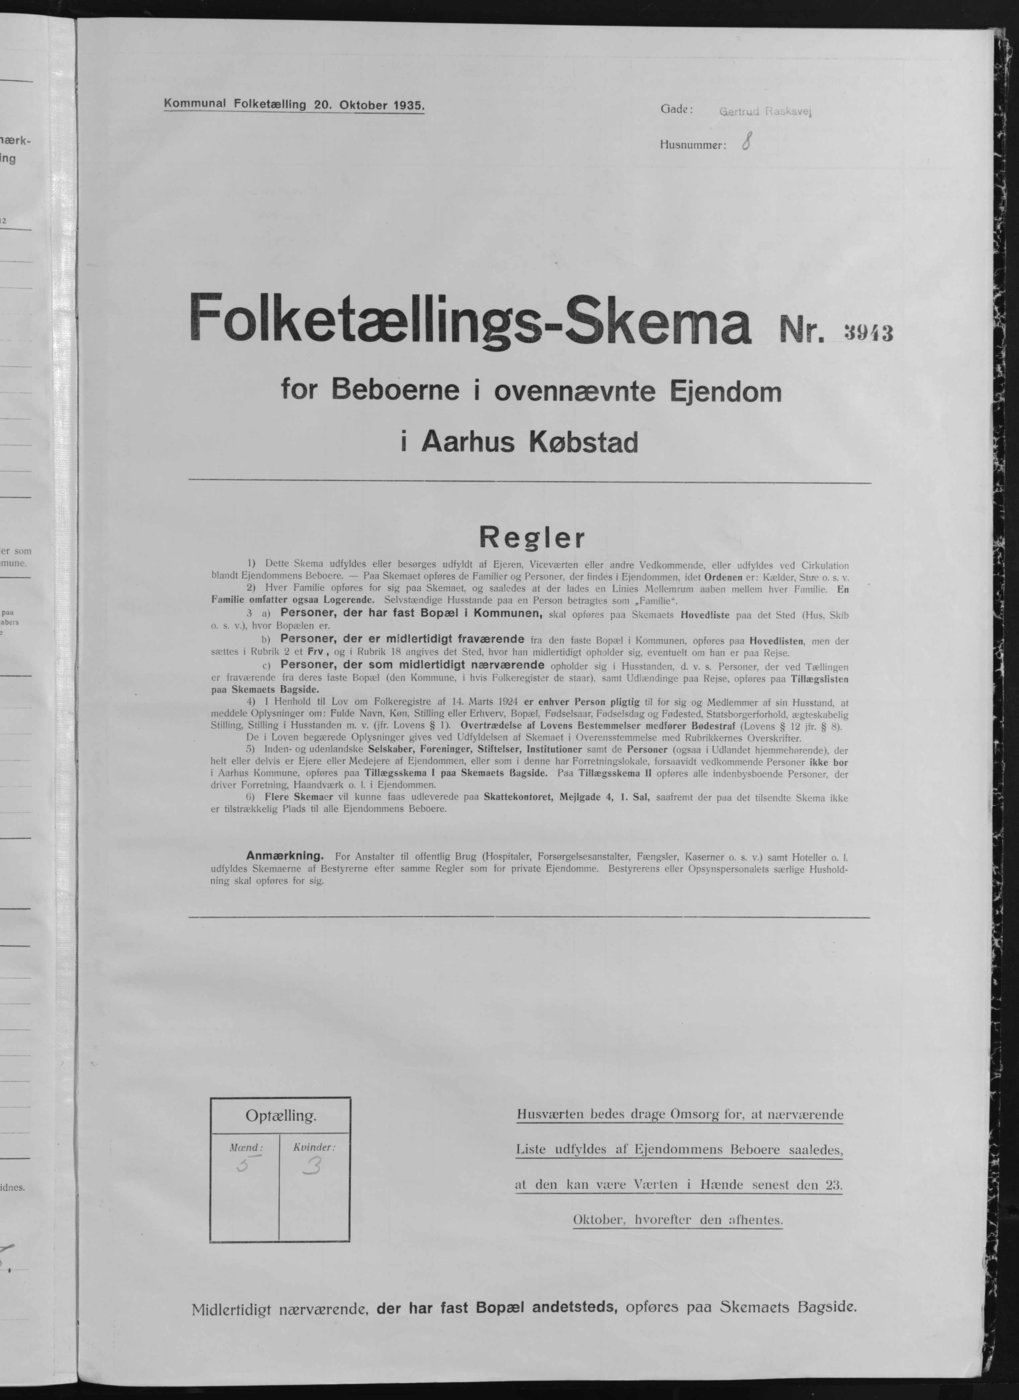 Kommunal Folketælling 20. Oktober 1935.
Gade: Gertrud Rasksvej
Husnummer: 8
Folketællings-Skema Nr. 3943
for Beboerne i ovennævnte Ejendom
i Aarhus Købstad
Regler
1) Dette Skema udfyldes eller besørges udfyldt af Ejeren, Viceværten eller andre Vedkommende, eller udfyldes ved Cirkulation
blandt Ejendommens Beboere. — Paa Skemaet opføres de Familier og Personer, der findes i Ejendommen, idet Ordenen er: Kælder, Stue o. s. v.
2) Hver Familie opføres for sig paa Skemaet, og saaledes at der lades en Linies Mellemrum aaben mellem hver Familie. En
Familie omfatter ogsaa Logerende. Selvstændige Husstande paa en Person betragtes som „Familie“.
3 a) Personer, der har fast Bopæl i Kommunen, skal opføres paa Skemaets Hovedliste paa det Sted (Hus, Skib
o. s. v.), hvor Bopælen er.
b) Personer, der er midlertidigt fraværende fra den faste Bopæl i Kommunen, opføres paa Hovedlisten, men der
sættes i Rubrik 2 et Frv., og i Rubrik 18 angives det Sted, hvor han midlertidigt opholder sig, eventuelt om han er paa Rejse.
c) Personer, der som midlertidigt nærværende opholder sig i Husstanden, d. v. s. Personer, der ved Tællingen
er fraværende fra deres faste Bopæl (den Kommune, i hvis Folkeregister de staar), samt Udlændinge paa Rejse, opføres paa Tillægslisten
paa Skemaets Bagside.
4) I Henhold til Lov om Folkeregistre af 14. Marts 1924 er enhver Person pligtig til for sig og Medlemmer af sin Husstand, at
meddele Oplysninger om: Fulde Navn, Køn, Stilling eller Erhverv, Bopæl, Fødselsaar, Fødselsdag og Fødested, Statsborgerforhold, ægteskabelig
Stilling, Stilling i Husstanden m. v. (jfr. Lovens § 1). Overtrædelse af Lovens Bestemmelser medfører Bødestraf (Lovens § 12 jfr. § 8).
De i Loven begærede Oplysninger gives ved Udfyldelsen af Skemaet i Overensstemmelse med Rubrikkernes Overskrifter.
5) Inden- og udenlandske Selskaber, Foreninger, Stiftelser, Institutioner samt de Personer (ogsaa i Udlandet hjemmehørende), der
helt eller delvis er Ejere eller Medejere af Ejendommen, eller som i denne har Forretningslokale, forsaavidt vedkommende Personer ikke bor
i Aarhus Kommune, opføres paa Tillægsskema I paa Skemaets Bagside. Paa Tillægsskema II opføres alle indenbysboende Personer, der
driver Forretning, Haandværk o. l. i Ejendommen.
6) Flere Skemaer vil kunne faas udleverede paa Skattekontoret, Mejlgade 4, 1. Sal, saafremt der paa det tilsendte Skema ikke
er tilstrækkelig Plads til alle Ejendommens Beboere.
Anmærkning. For Anstalter til offentlig Brug (Hospitaler, Forsørgelsesanstalter, Fængsler, Kaserner o. s. v.) samt Hoteller o. l.
udfyldes Skemaerne af Bestyrerne efter samme Regler som for private Ejendomme. Bestyrerens eller Opsynspersonalets særlige Hushold-
ning skal opføres for sig.
Optælling.
Mænd: Kvinder:
5 3
Husværten bedes drage Omsorg for, at nærværende
Liste udfyldes af Ejendommens Beboere saaledes,
at den kan være Værten i Hænde senest den 23.
Oktober, hvorefter den afhentes.
Midlertidigt nærværende, der har fast Bopæl andetsteds, opføres paa Skemaets Bagside.